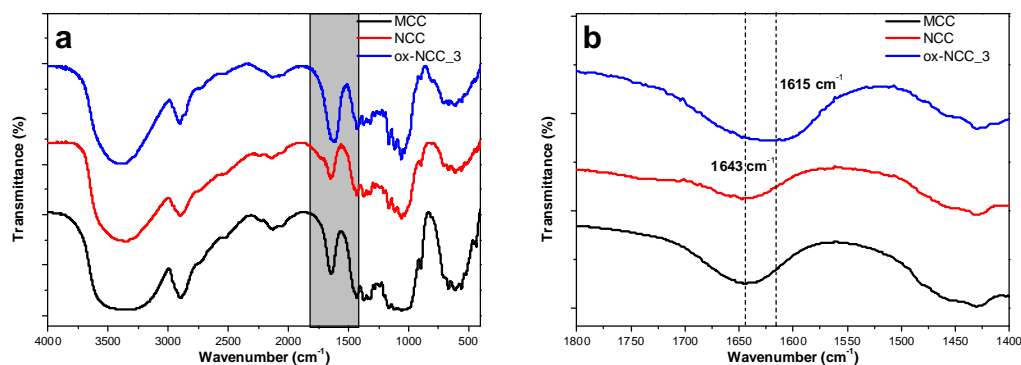 a
MCC
NCC
ox-NCC_3
Transmittance (%)
4000 3500 3000 2500 2000 1500 1000 500
Wavenumber (cm⁻¹)
b
MCC
NCC
ox-NCC_3
1615 cm⁻¹
1643 cm⁻¹
Transmittance (%)
1800 1750 1700 1650 1600 1550 1500 1450 1400
Wavenumber (cm⁻¹)